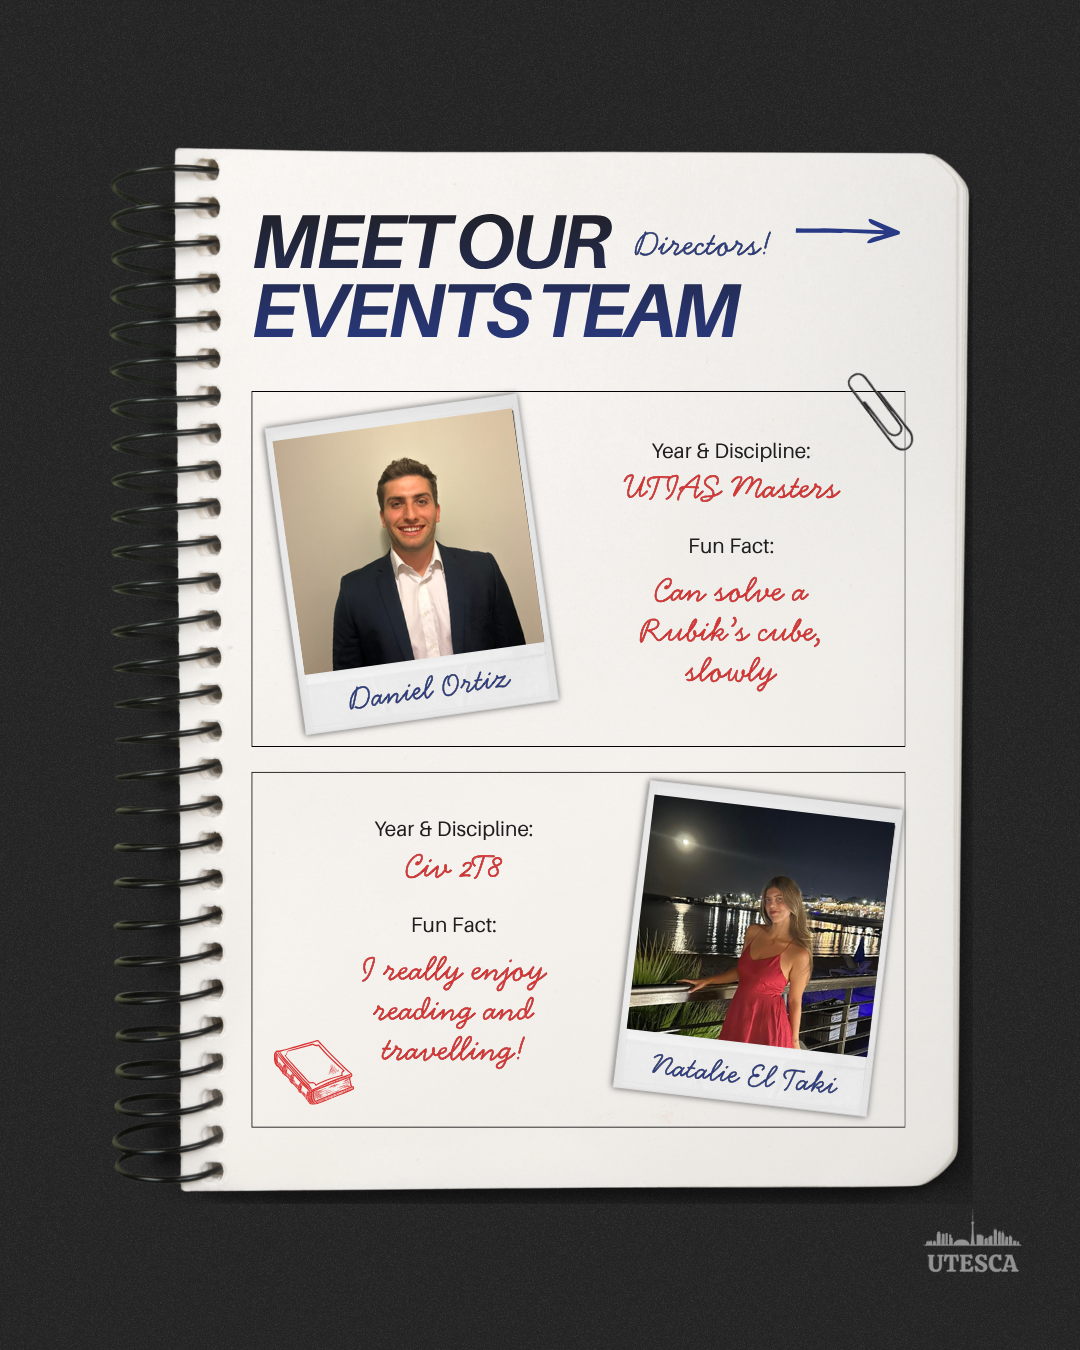 MEET OUR Directors!
EVENTS TEAM
Daniel Ortiz
Year & Discipline:
UTIAS Masters
Fun Fact:
Can solve a
Rubik's cube,
slowly
Year & Discipline:
Civ 2T8
Fun Fact:
I really enjoy
reading and
travelling!
Natalie El Taki
UTESCA